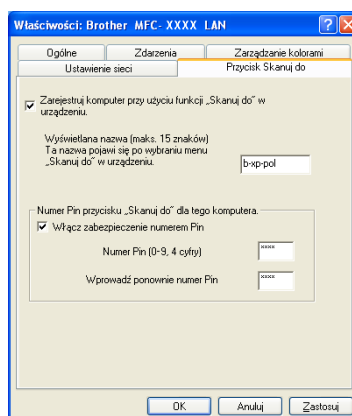 Właściwości: Brother MFC- XXXX LAN
Ogólne Zdarzenia Zarządzanie kolorami
Ustawienie sieci Przycisk Skanuj do
Zarejestruj komputer przy użyciu funkcji „Skanuj do” w
urządzeniu.
Wyświetlana nazwa (maks. 15 znaków)
Ta nazwa pojawi się po wybraniu menu
„Skanuj do” w urządzeniu.
b-xp-pol
Numer Pin przycisku „Skanuj do” dla tego komputera.
Włącz zabezpieczenie numerem Pin
Numer Pin (0-9, 4 cyfry) xxxx
Wprowadź ponownie numer Pin xxxx
OK Anuluj Zastosuj